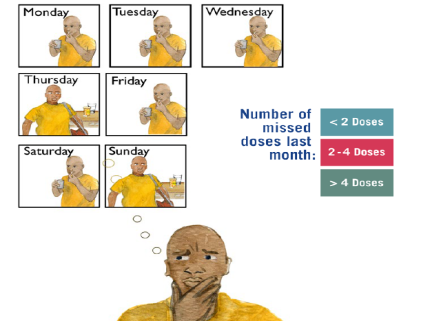 Monday
Tuesday
Wednesday
Thursday
Friday
Saturday
Sunday
Number of
missed
doses last
month:
< 2 Doses
2-4 Doses
> 4 Doses